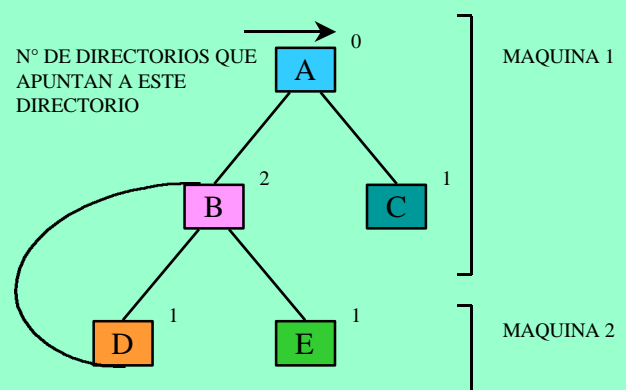 N° DE DIRECTORIOS QUE
APUNTAN A ESTE
DIRECTORIO
0
A
MAQUINA 1
2
B
1
C
1
D
1
E
MAQUINA 2